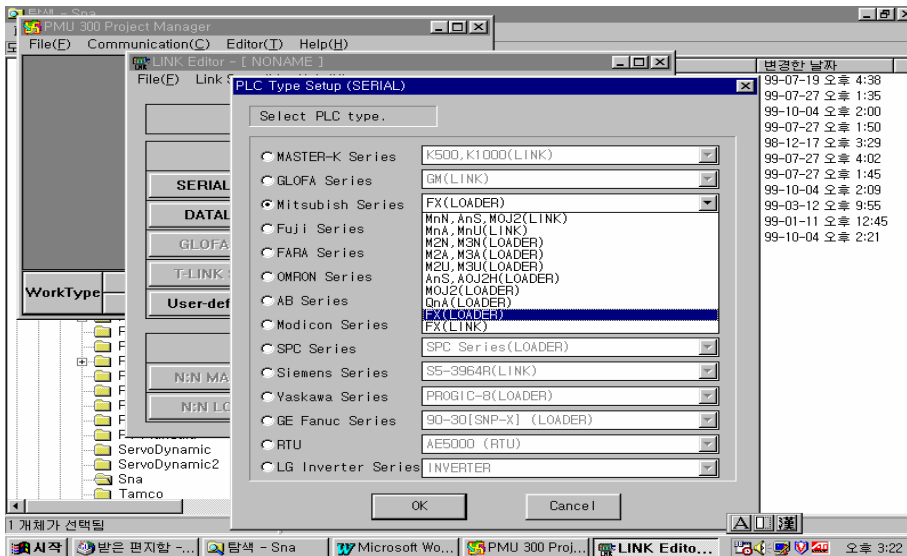 탐색 - Sna
PMU 300 Project Manager
File(F) Communication(C) Editor(T) Help(H)
LINK Editor - [ NONAME ]
File(F) Link S
PLC Type Setup (SERIAL)
Select PLC type.
MASTER-K Series K500,K1000(LINK)
GLOFA Series GM(LINK)
Mitsubish Series FX(LOADER)
MnN,AnS,MOJ2(LINK)
MnA,MnU(LINK)
M2N,M3N(LOADER)
M2A,M3A(LOADER)
M2U,M3U(LOADER)
AnS,AOJ2H(LOADER)
MOJ2(LOADER)
QnA(LOADER)
FX(LOADER)
FX(LINK)
Fuji Series
FARA Series
OMRON Series
AB Series
Modicon Series
SPC Series SPC Series(LOADER)
Siemens Series S5-3964R(LINK)
Yaskawa Series PROGIC-8(LOADER)
GE Fanuc Series 90-30[SNP-X] (LOADER)
RTU AE5000 (RTU)
LG Inverter Series INVERTER
OK Cancel
SERIAL
DATAL
GLOFA
T-LINK
User-def
N:N MA
N:N LO
WorkType
변경한 날짜
99-07-19 오후 4:38
99-07-27 오후 1:35
99-10-04 오후 2:00
99-07-27 오후 1:50
98-12-17 오후 3:29
99-07-27 오후 4:02
99-07-27 오후 1:45
99-10-04 오후 2:09
99-03-12 오후 9:55
99-01-11 오후 12:45
99-10-04 오후 2:21
ServoDynamic
ServoDynamic2
Sna
Tamco
1 개체가 선택됨
A 漢
시작 받은 편지함 -... 탐색 - Sna Microsoft Wo... PMU 300 Proj... LINK Edito... 오후 3:22